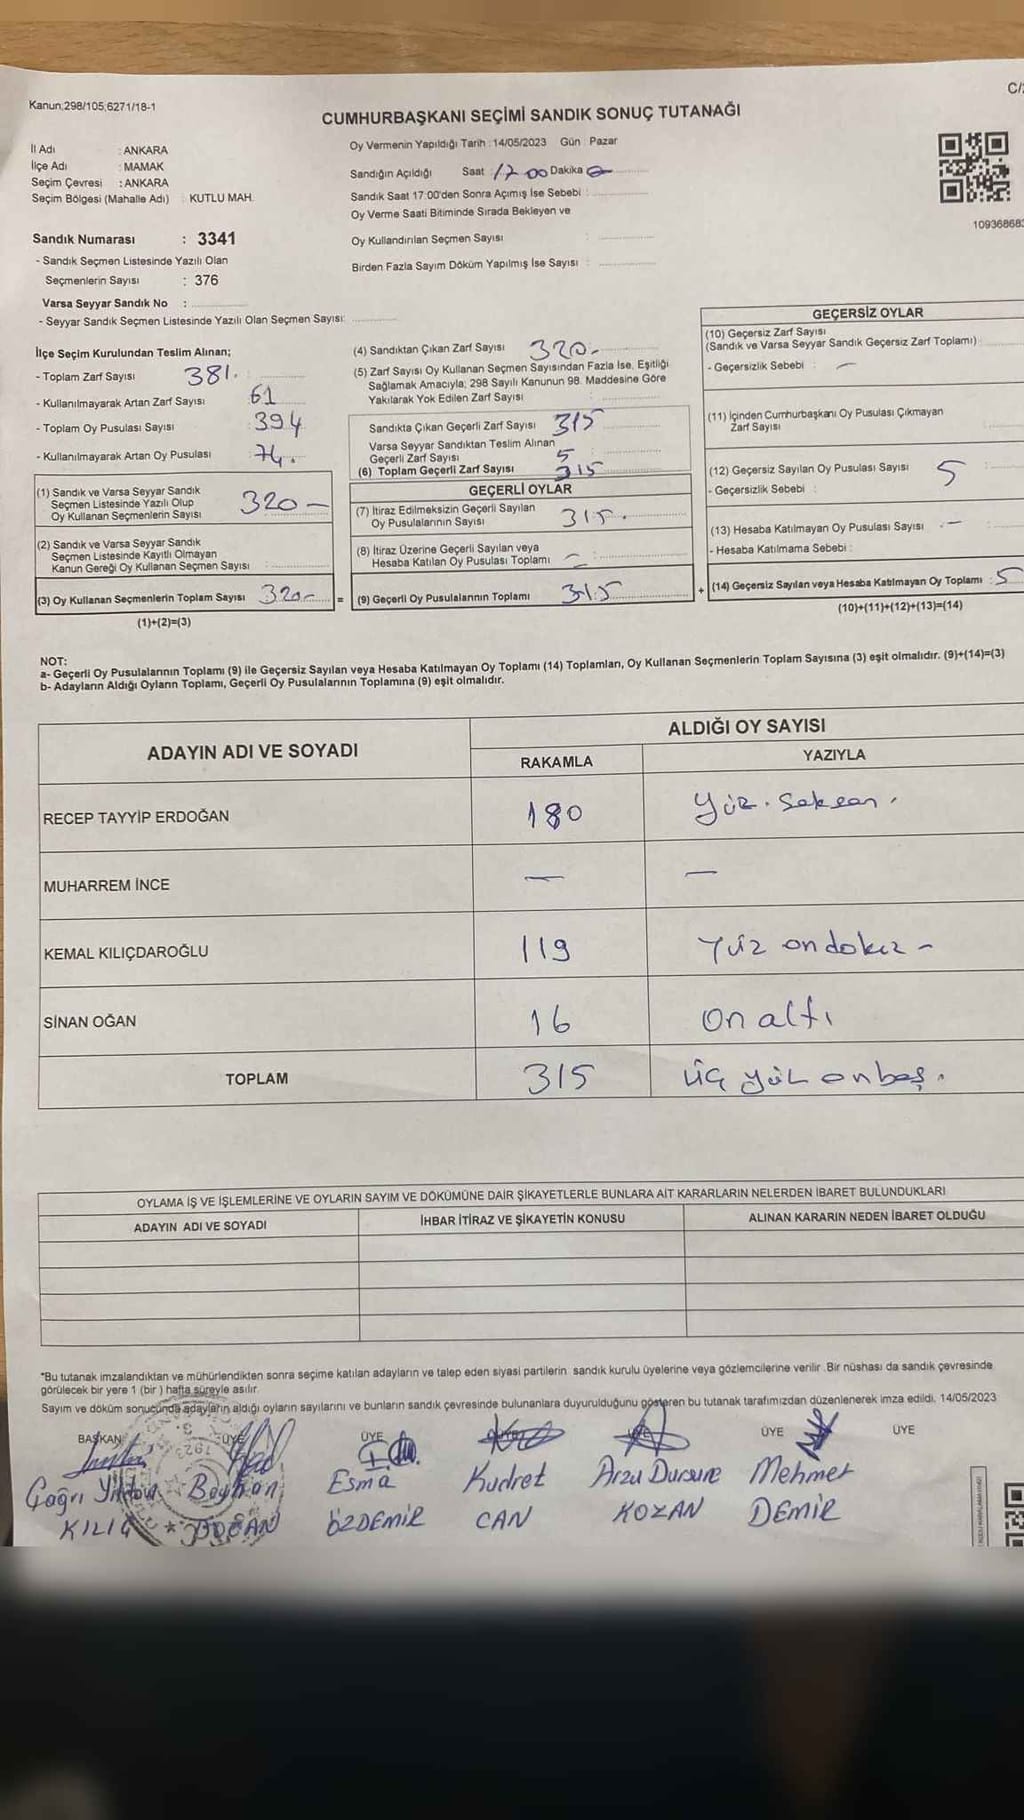 Kanun;298/105;6271/18-1
C/
CUMHURBAŞKANI SEÇİMİ SANDIK SONUÇ TUTANAĞI
İl Adı : ANKARA
İlçe Adı : MAMAK
Seçim Çevresi : ANKARA
Seçim Bölgesi (Mahalle Adı) : KUTLU MAH.
Oy Vermenin Yapıldığı Tarih : 14/05/2023 Gün : Pazar
Sandığın Açıldığı Saat : 17 00 Dakika
Sandık Saat 17:00'den Sonra Açımış İse Sebebi :
Oy Verme Saati Bitiminde Sırada Bekleyen ve
Oy Kullandırılan Seçmen Sayısı :
Birden Fazla Sayım Döküm Yapılmış İse Sayısı :
1093686
Sandık Numarası : 3341
- Sandık Seçmen Listesinde Yazılı Olan
Seçmenlerin Sayısı : 376
Varsa Seyyar Sandık No :
- Seyyar Sandık Seçmen Listesinde Yazılı Olan Seçmen Sayısı:
İlçe Seçim Kurulundan Teslim Alınan;
- Toplam Zarf Sayısı 381.
- Kullanılmayarak Artan Zarf Sayısı 61
- Toplam Oy Pusulası Sayısı : 394
- Kullanılmayarak Artan Oy Pusulası : 74.
(1) Sandık ve Varsa Seyyar Sandık
Seçmen Listesinde Yazılı Olup
Oy Kullanan Seçmenlerin Sayısı 320 -
(2) Sandık ve Varsa Seyyar Sandık
Seçmen Listesinde Kayıtlı Olmayan
Kanun Gereği Oy Kullanan Seçmen Sayısı :
(3) Oy Kullanan Seçmenlerin Toplam Sayısı 320- =
(1)+(2)=(3)
(4) Sandıktan Çıkan Zarf Sayısı 320-
(5) Zarf Sayısı Oy Kullanan Seçmen Sayısından Fazla İse, Eşitliği
Sağlamak Amacıyla; 298 Sayılı Kanunun 98. Maddesine Göre
Yakılarak Yok Edilen Zarf Sayısı :
Sandıkta Çıkan Geçerli Zarf Sayısı : 315
Varsa Seyyar Sandıktan Teslim Alınan
Geçerli Zarf Sayısı 5
(6) Toplam Geçerli Zarf Sayısı 315
GEÇERLİ OYLAR
(7) İtiraz Edilmeksizin Geçerli Sayılan
Oy Pusulalarının Sayısı 315.
(8) İtiraz Üzerine Geçerli Sayılan veya
Hesaba Katılan Oy Pusulası Toplamı — :
(9) Geçerli Oy Pusulalarının Toplamı 315 +
GEÇERSİZ OYLAR
(10) Geçersiz Zarf Sayısı
(Sandık ve Varsa Seyyar Sandık Geçersiz Zarf Toplamı) :
- Geçersizlik Sebebi : —
(11) İçinden Cumhurbaşkanı Oy Pusulası Çıkmayan
Zarf Sayısı
(12) Geçersiz Sayılan Oy Pusulası Sayısı 5 :
- Geçersizlik Sebebi :
(13) Hesaba Katılmayan Oy Pusulası Sayısı —
- Hesaba Katılmama Sebebi :
(14) Geçersiz Sayılan veya Hesaba Katılmayan Oy Toplamı : 5
(10)+(11)+(12)+(13)=(14)
NOT:
a- Geçerli Oy Pusulalarının Toplamı (9) ile Geçersiz Sayılan veya Hesaba Katılmayan Oy Toplamı (14) Toplamları, Oy Kullanan Seçmenlerin Toplam Sayısına (3) eşit olmalıdır. (9)+(14)=(3)
b- Adayların Aldığı Oyların Toplamı, Geçerli Oy Pusulalarının Toplamına (9) eşit olmalıdır.
ADAYIN ADI VE SOYADI
ALDIĞI OY SAYISI
RAKAMLA YAZIYLA
RECEP TAYYİP ERDOĞAN 180 Yüz. Seksen.
MUHARREM İNCE — —
KEMAL KILIÇDAROĞLU 119 Yüz ondokuz -
SİNAN OĞAN 16 On altı
TOPLAM 315 üç yüz onbeş.
OYLAMA İŞ VE İŞLEMLERİNE VE OYLARIN SAYIM VE DÖKÜMÜNE DAİR ŞİKAYETLERLE BUNLARA AİT KARARLARIN NELERDEN İBARET BULUNDUKLARI
ADAYIN ADI VE SOYADI İHBAR İTİRAZ VE ŞİKAYETİN KONUSU ALINAN KARARIN NEDEN İBARET OLDUĞU
*Bu tutanak imzalandıktan ve mühürlendikten sonra seçime katılan adayların ve talep eden siyasi partilerin sandık kurulu üyelerine veya gözlemcilerine verilir .Bir nüshası da sandık çevresinde
görülecek bir yere 1 (bir ) hafta süreyle asılır.
Sayım ve döküm sonucunda adayların aldığı oyların sayılarını ve bunların sandık çevresinde bulunanlara duyurulduğunu gösteren bu tutanak tarafımızdan düzenlenerek imza edildi. 14/05/2023
BAŞKAN ÜYE ÜYE ÜYE ÜYE ÜYE
Çağrı Beyhan Esma Kudret Arzu Dursune Mehmet
KILIÇ DOĞAN ÖZDEMİR CAN KOZAN DEMİR